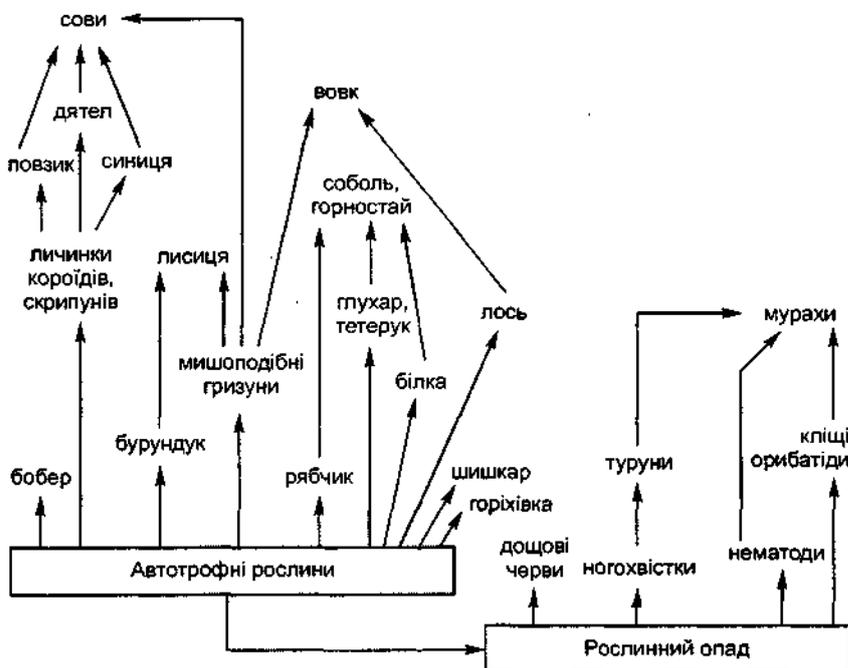 сови
вовк
дятел
повзик
синиця
соболь,
горностай
личинки
короїдів,
скрипунів
лисиця
глухар,
тетерук
лось
мурахи
мишоподібні
гризуни
білка
бурундук
кліщі
орибатіди
туруни
бобер
рябчик
шишкар
горіхівка
дощові
черви
ногохвістки
нематоди
Автотрофні рослини
Рослинний опад